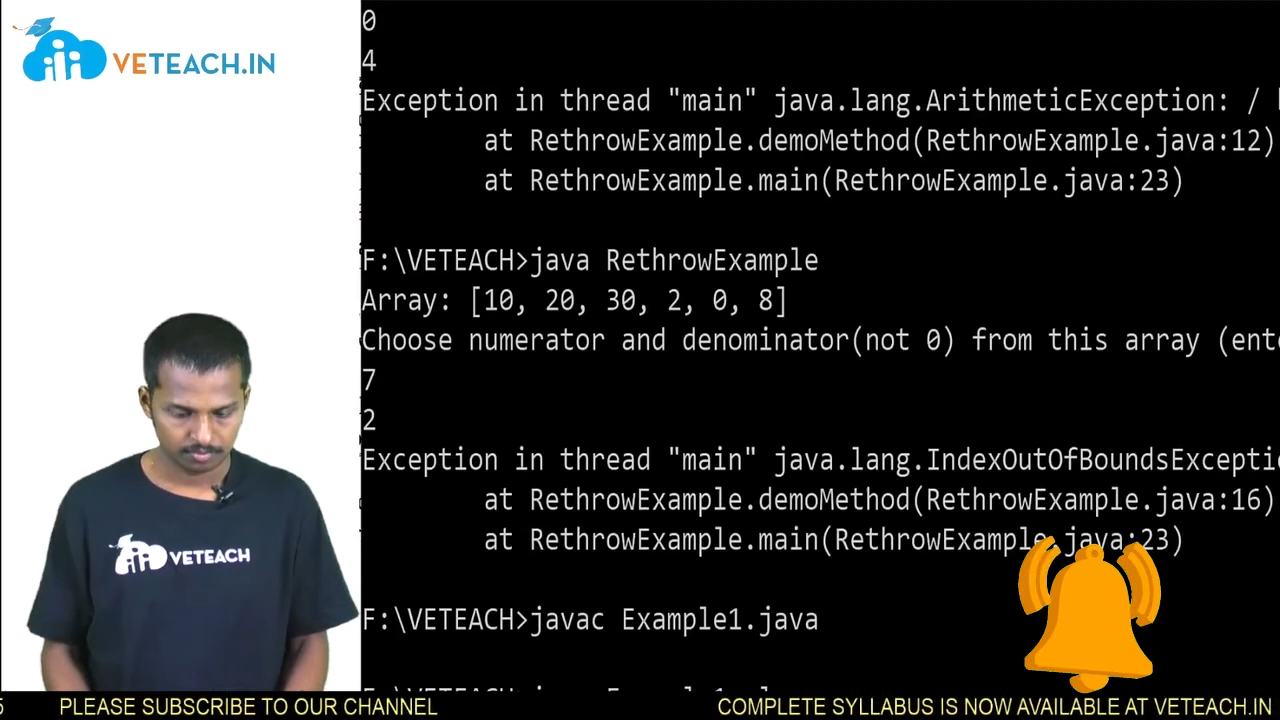 VETEACH.IN
0
4
Exception in thread "main" java.lang.ArithmeticException: /
at RethrowExample.demoMethod(RethrowExample.java:12)
at RethrowExample.main(RethrowExample.java:23)
F:\VETEACH>java RethrowExample
Array: [10, 20, 30, 2, 0, 8]
Choose numerator and denominator(not 0) from this array (ente
7
2
Exception in thread "main" java.lang.IndexOutOfBoundsExceptio
at RethrowExample.demoMethod(RethrowExample.java:16)
at RethrowExample.main(RethrowExample.java:23)
F:\VETEACH>javac Example1.java
VETEACH
5 PLEASE SUBSCRIBE TO OUR CHANNEL COMPLETE SYLLABUS IS NOW AVAILABLE AT VETEACH.IN